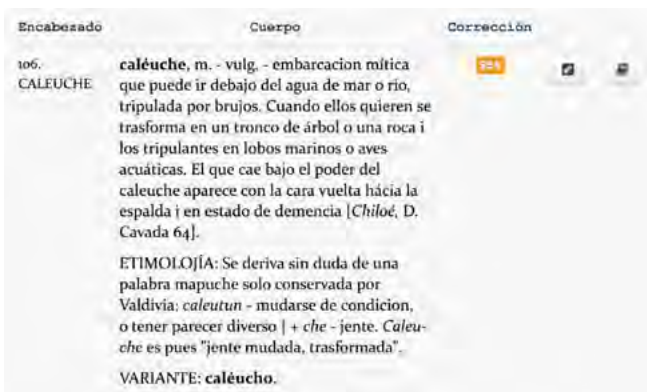 Encabezado Cuerpo Corrección
106.
CALEUCHE
caléuche, m. - vulg. - embarcacion mítica
que puede ir debajo del agua de mar o rio,
tripulada por brujos. Cuando ellos quieren se
trasforma en un tronco de árbol o una roca i
los tripulantes en lobos marinos o aves
acuáticas. El que cae bajo el poder del
caleuche aparece con la cara vuelta hácia la
espalda i en estado de demencia [Chiloé, D.
Cavada 64].
ETIMOLOJÍA: Se deriva sin duda de una
palabra mapuche solo conservada por
Valdivia: caleutun - mudarse de condicion,
o tener parecer diverso | + che - jente. Caleu-
che es pues "jente mudada, trasformada".
VARIANTE: caléucho.